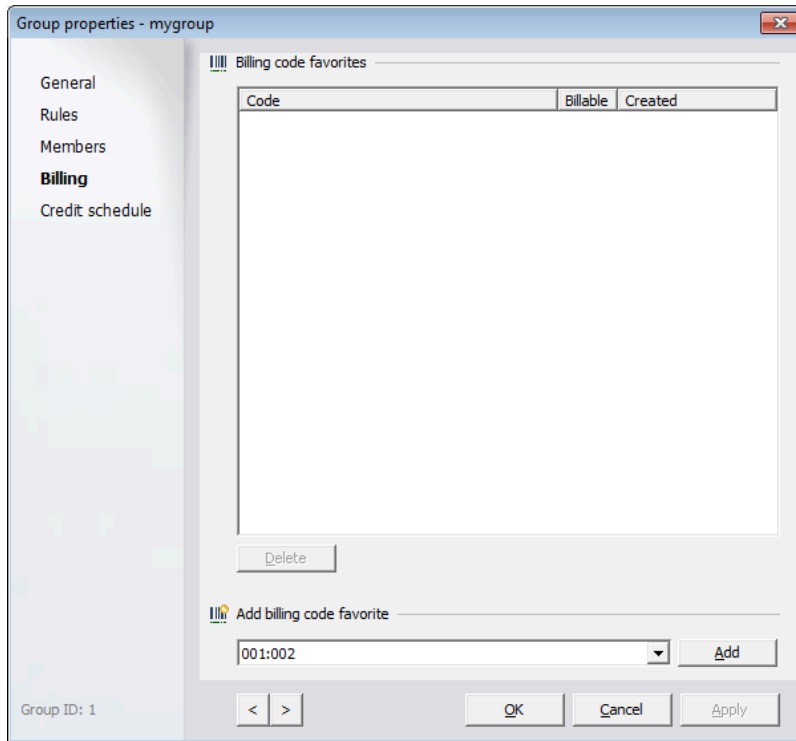 Group properties - mygroup
General
Rules
Members
Billing
Credit schedule
Billing code favorites
Code Billable Created
Delete
Add billing code favorite
001:002 Add
Group ID: 1 < > OK Cancel Apply